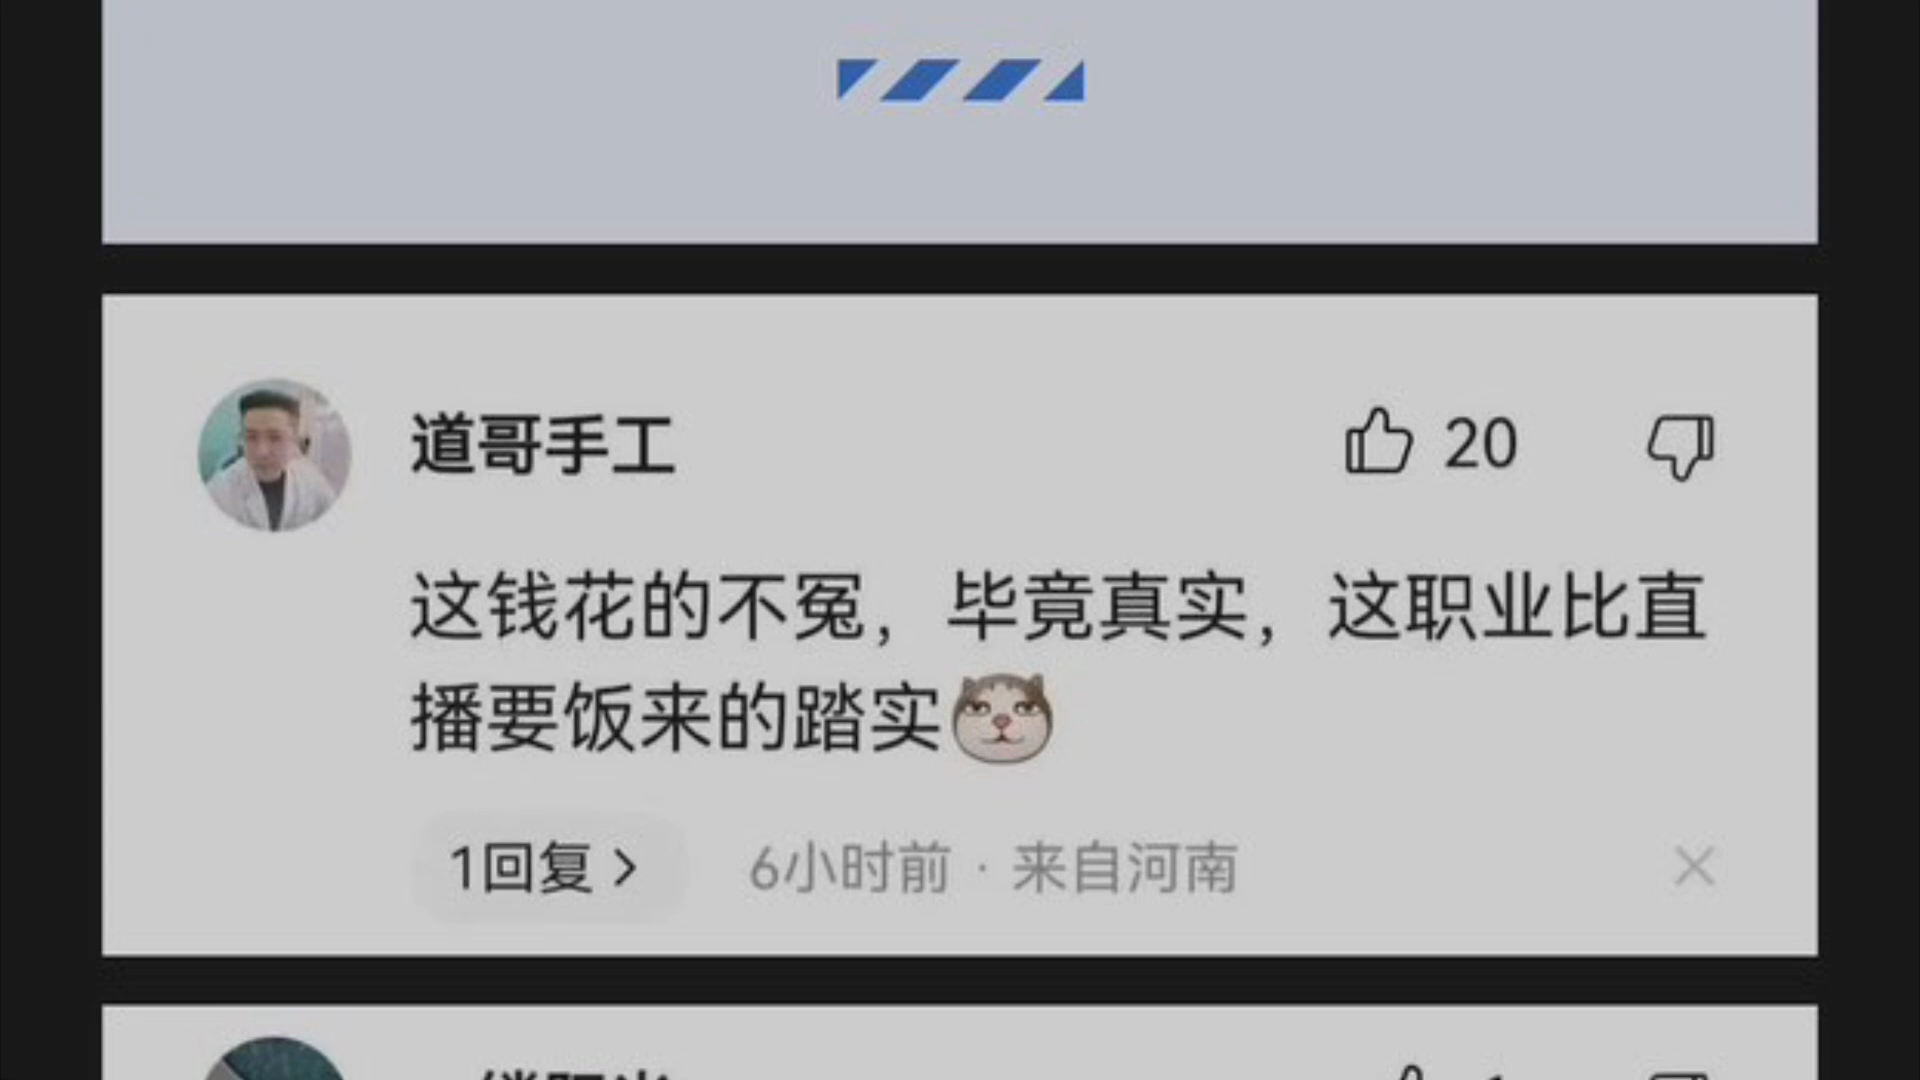 道哥手工
20
这钱花的不冤，毕竟真实，这职业比直
播要饭来的踏实
1回复 >
6小时前 · 来自河南